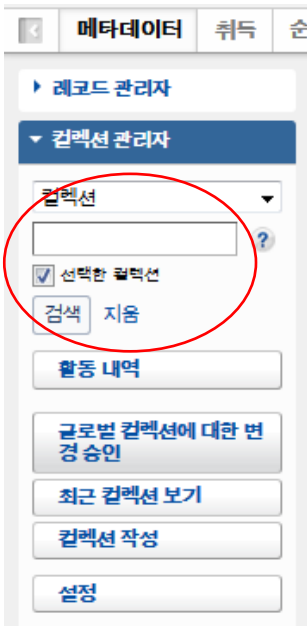 메타데이터 취득 순
레코드 관리자
컬렉션 관리자
컬렉션
?
선택한 컬렉션
검색 지움
활동 내역
글로벌 컬렉션에 대한 변
경 승인
최근 컬렉션 보기
컬렉션 작성
설정